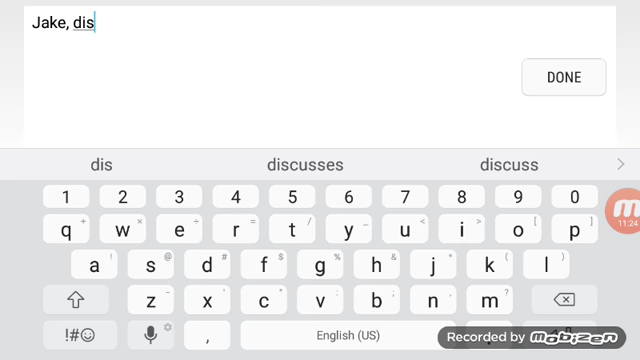 Jake, dis
DONE
dis discusses discuss
1 2 3 4 5 6 7 8 9 0
q + w × e ÷ r = t / y _ u < i > o [ p ]
11:24
a ! s @ d # f $ g % h & j * k ( l )
z - x ' c " v : b ; n , m ?
!#☺ , English (US)
Recorded by mobizen